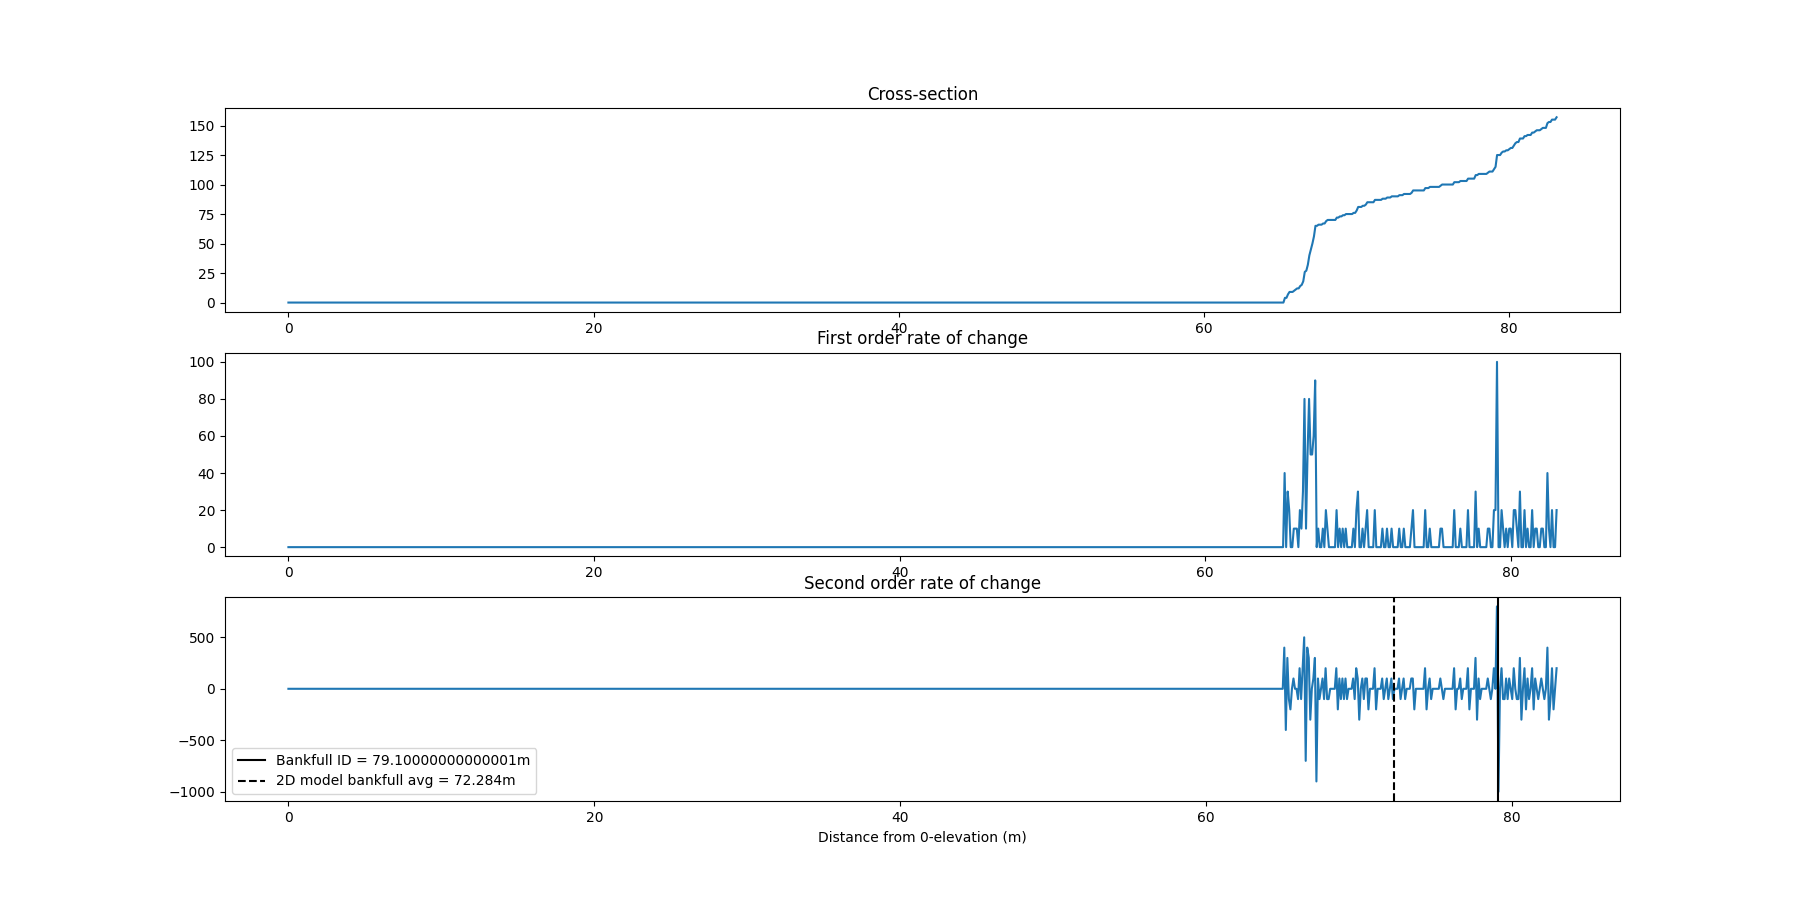 Cross-section
150
125
100
75
50
25
0
0 20 40 60 80
First order rate of change
100
80
60
40
20
0
0 20 40 60 80
Second order rate of change
500
0
−500
−1000
Bankfull ID = 79.10000000000001m
2D model bankfull avg = 72.284m
0 20 40 60 80
Distance from 0-elevation (m)